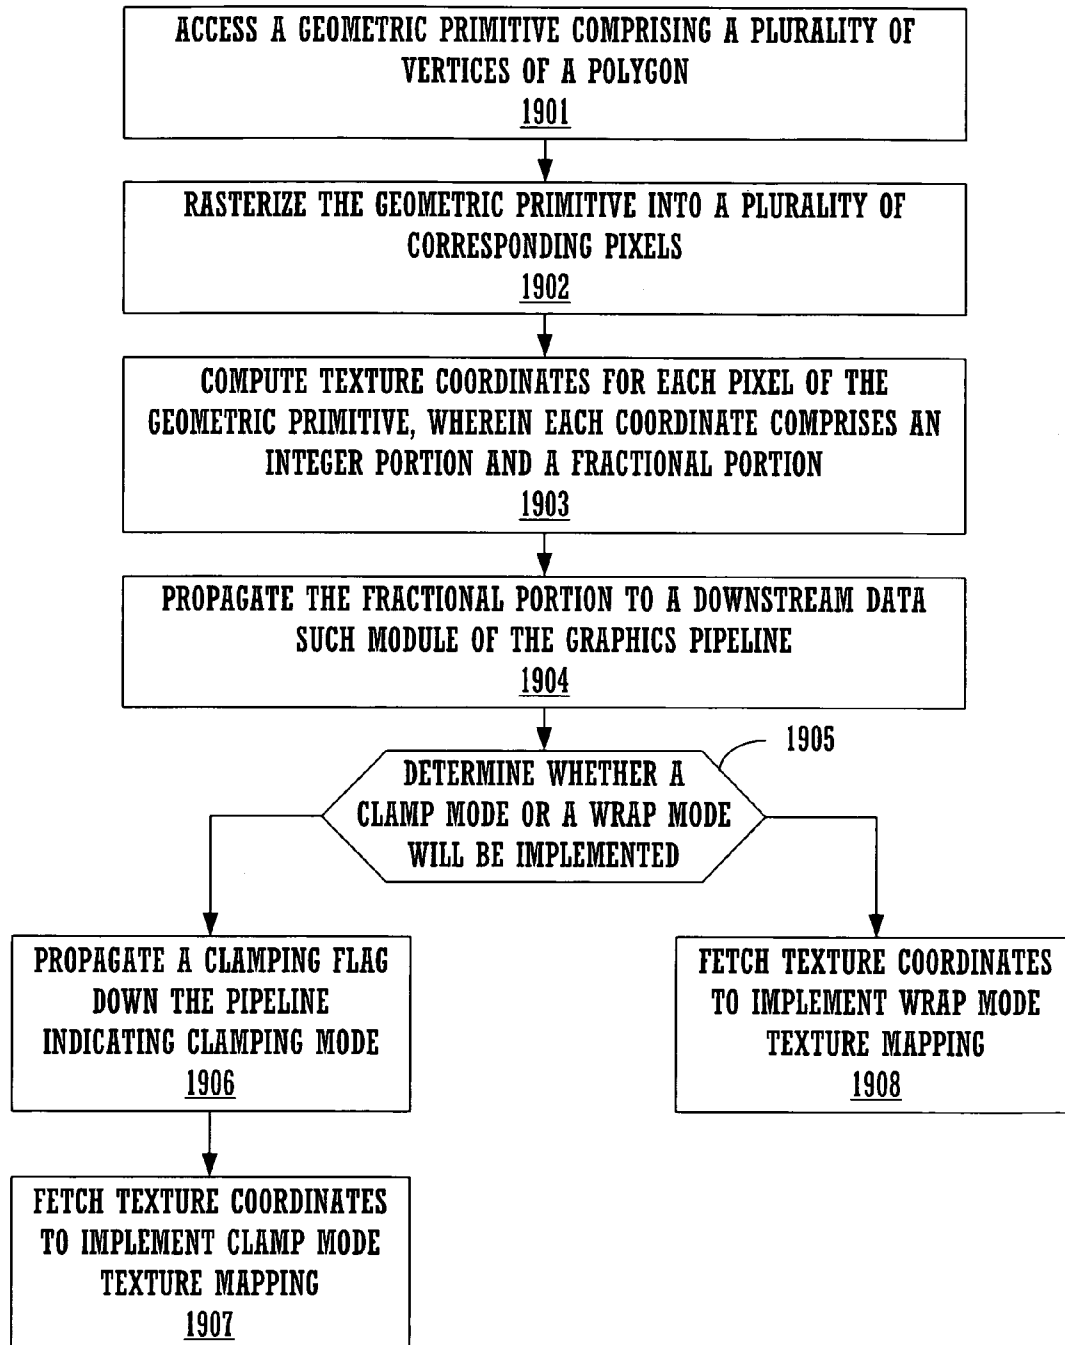 ACCESS A GEOMETRIC PRIMITIVE COMPRISING A PLURALITY OF
VERTICES OF A POLYGON
1901
RASTERIZE THE GEOMETRIC PRIMITIVE INTO A PLURALITY OF
CORRESPONDING PIXELS
1902
COMPUTE TEXTURE COORDINATES FOR EACH PIXEL OF THE
GEOMETRIC PRIMITIVE, WHEREIN EACH COORDINATE COMPRISES AN
INTEGER PORTION AND A FRACTIONAL PORTION
1903
PROPAGATE THE FRACTIONAL PORTION TO A DOWNSTREAM DATA
SUCH MODULE OF THE GRAPHICS PIPELINE
1904
1905
DETERMINE WHETHER A
CLAMP MODE OR A WRAP MODE
WILL BE IMPLEMENTED
PROPAGATE A CLAMPING FLAG
DOWN THE PIPELINE
INDICATING CLAMPING MODE
1906
FETCH TEXTURE COORDINATES
TO IMPLEMENT WRAP MODE
TEXTURE MAPPING
1908
FETCH TEXTURE COORDINATES
TO IMPLEMENT CLAMP MODE
TEXTURE MAPPING
1907